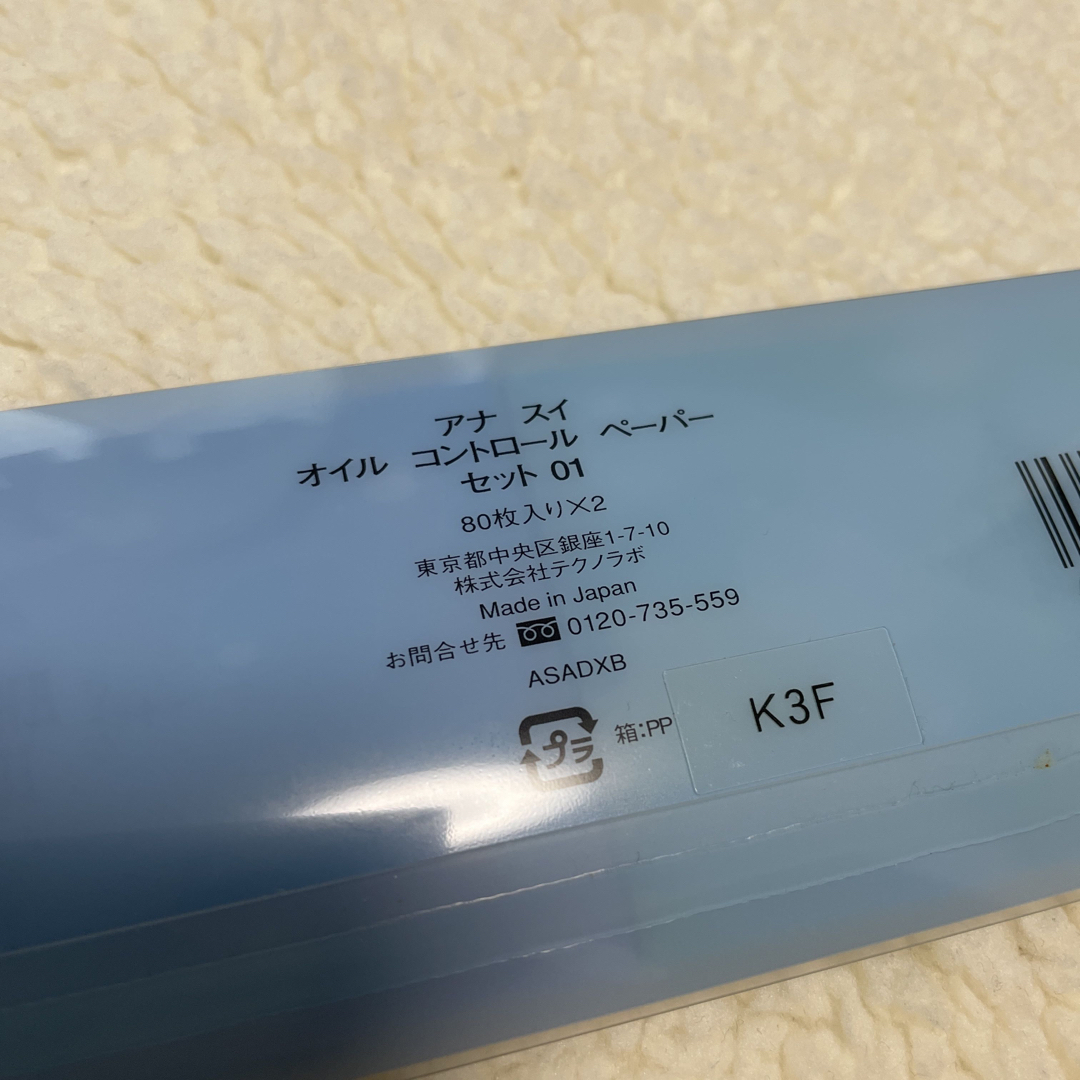 アナ スイ
オイル コントロール ペーパー
セット 01
80枚入り×2
東京都中央区銀座1-7-10
株式会社テクノラボ
Made in Japan
お問合せ先 0120-735-559
ASADXB
プラ 箱:PP
K3F